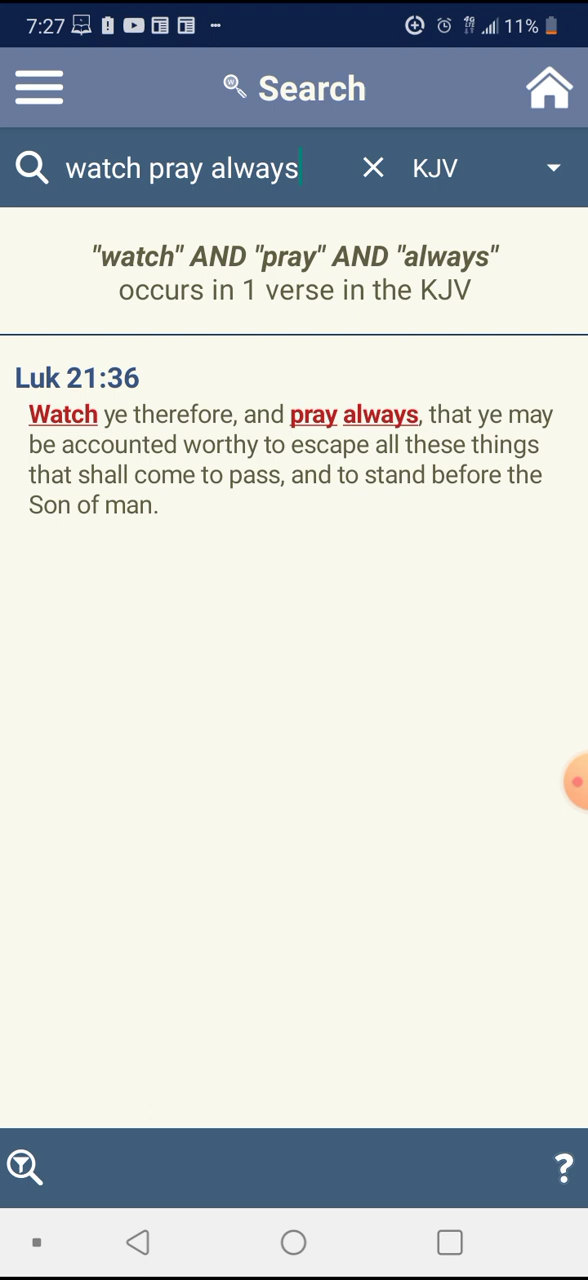 7:27
11%
Search
watch pray always
KJV
"watch" AND "pray" AND "always"
occurs in 1 verse in the KJV
Luk 21:36
Watch ye therefore, and pray always, that ye may
be accounted worthy to escape all these things
that shall come to pass, and to stand before the
Son of man.
?